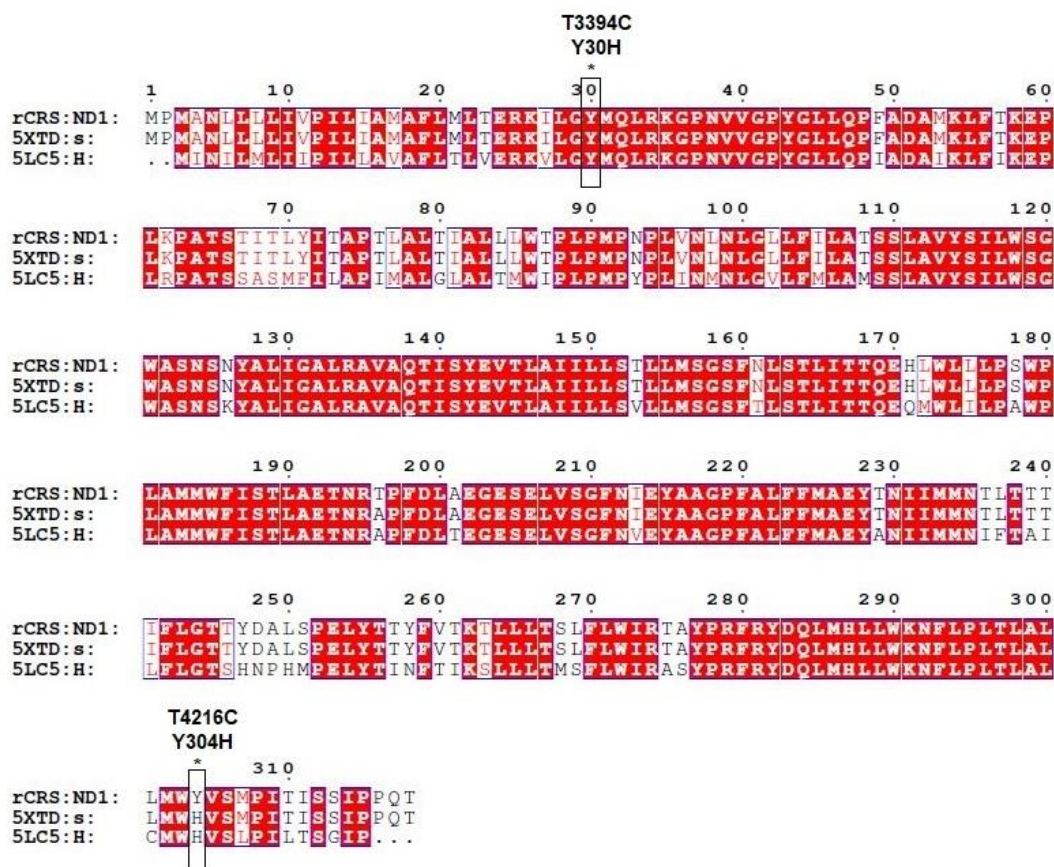 T3394C
Y30H
*
1 10 20 30 40 50 60
rCRS:ND1: MPMANLLLLIVPILIAMAFLMLTERKILGYMQLRKGPNVVGPYGLLQPFADAMKLFTKEP
5XTD:s: MPMANLLLLIVPILIAMAFLMLTERKILGYMQLRKGPNVVGPYGLLQPFADAMKLFTKEP
5LC5:H: ..MINILMLIIPILLAVAFLTLVERKVLGYMQLRKGPNVVGPYGLLQPIADAIKLFIKEP
70 80 90 100 110 120
rCRS:ND1: LKPATSTITLYITAPTLALTIALLLWTPLPMPNPLVNLNLGLLFILATSSLAVYSILWSG
5XTD:s: LKPATSTITLYITAPTLALTIALLLWTPLPMPNPLVNLNLGLLFILATSSLAVYSILWSG
5LC5:H: LRPATSSASMFILAPIMALGLALTMWIPLPMPYPLINMNLGVLFMLAMSSLAVYSILWSG
130 140 150 160 170 180
rCRS:ND1: WASNSNYALIGALRAVAQTISYEVTLAIILLSTLLMSGSFNLSTLITTQEHLWLLLPSWP
5XTD:s: WASNSNYALIGALRAVAQTISYEVTLAIILLSTLLMSGSFNLSTLITTQEHLWLLLPSWP
5LC5:H: WASNSKYALIGALRAVAQTISYEVTLAIILLSVLLMSGSFTLSTLITTQEQMWLILPAWP
190 200 210 220 230 240
rCRS:ND1: LAMMWFISTLAETNRTPFDLAEGESELVSGFNIEYAAGPFALFFMAEYTNIIMMNTLTTT
5XTD:s: LAMMWFISTLAETNRAPFDLAEGESELVSGFNIEYAAGPFALFFMAEYTNIIMMNTLTTT
5LC5:H: LAMMWFISTLAETNRAPFDLTEGESELVSGFNVEYAAGPFALFFMAEYANIIMMNIFTAI
250 260 270 280 290 300
rCRS:ND1: IFLGTTYDALSPELYTTYFVTKTLLLTSLFLWIRTAYPRFRYDQLMHLLWKNFLPLTLAL
5XTD:s: IFLGTTYDALSPELYTTYFVTKTLLLTSLFLWIRTAYPRFRYDQLMHLLWKNFLPLTLAL
5LC5:H: LFLGTSHNPHMPELYTINFTIKSLLLTMSFLWIRASYPRFRYDQLMHLLWKNFLPLTLAL
T4216C
Y304H
*
310
rCRS:ND1: LMWYVSMPITISSIPPQT
5XTD:s: LMWHVSMPITISSIPPQT
5LC5:H: CMWHVSLPILTSGIP...